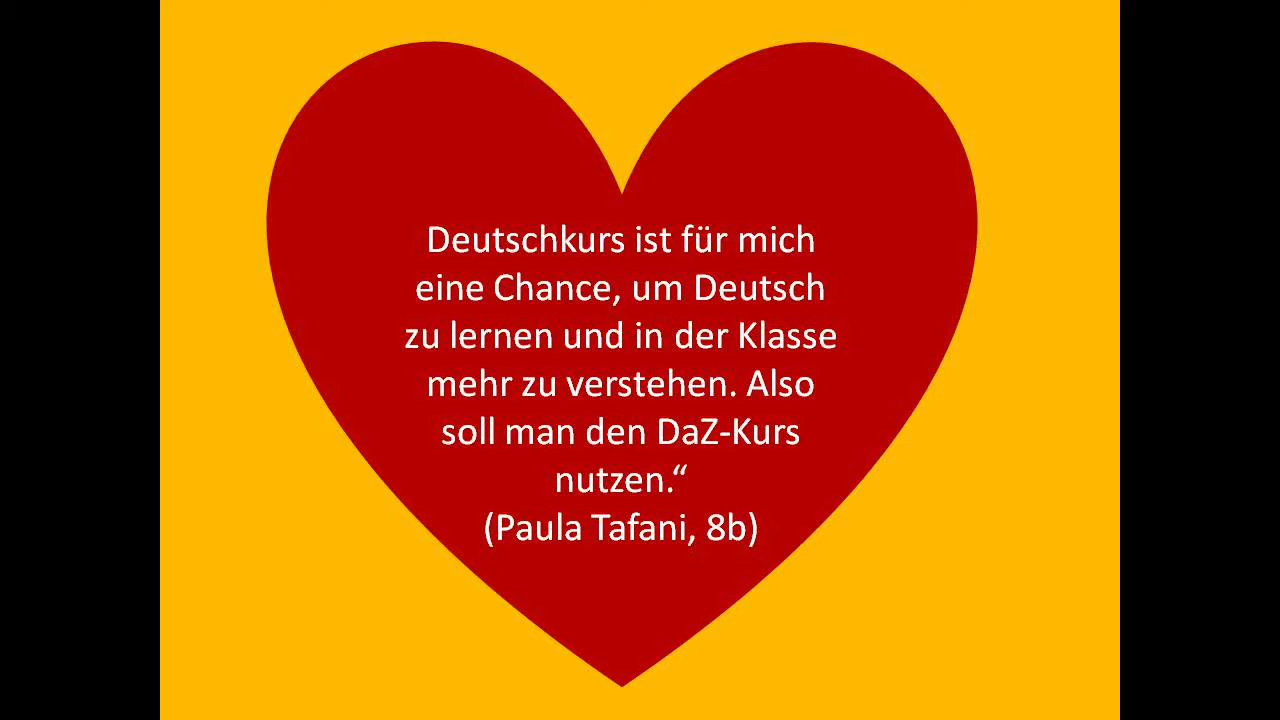 Deutschkurs ist für mich
eine Chance, um Deutsch
zu lernen und in der Klasse
mehr zu verstehen. Also
soll man den DaZ-Kurs
nutzen.“
(Paula Tafani, 8b)